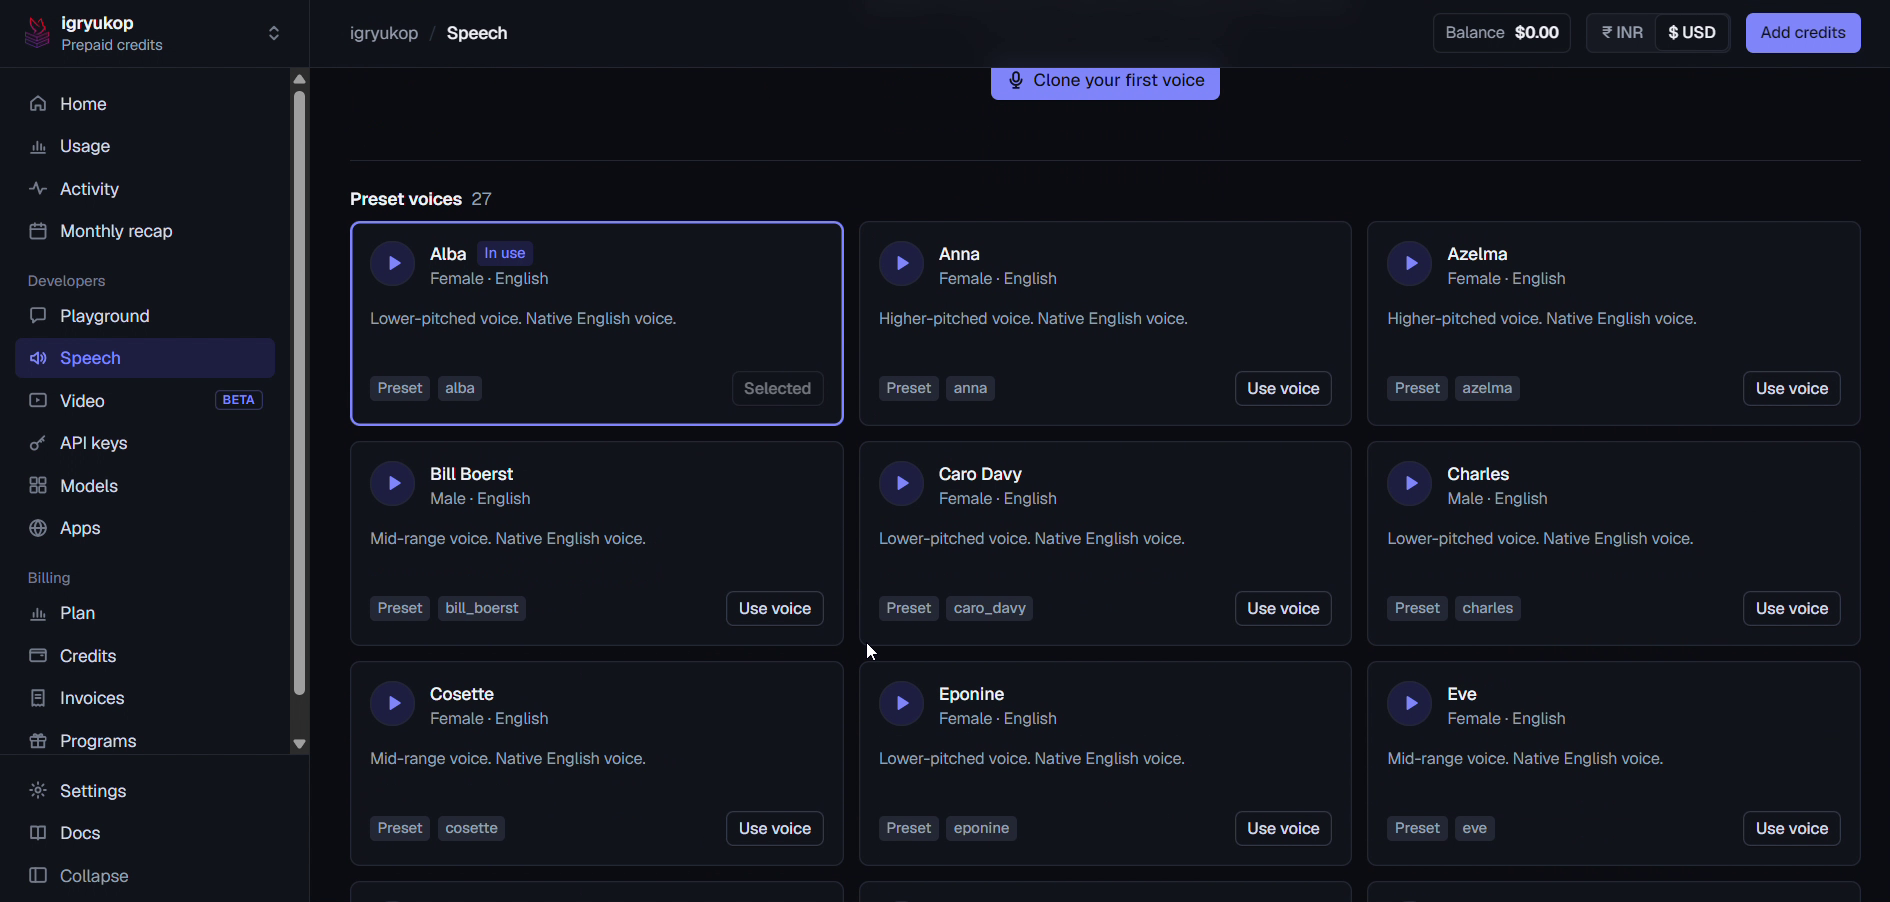 igryukop
Prepaid credits
Home
Usage
Activity
Monthly recap
Developers
Playground
Speech
Video BETA
API keys
Models
Apps
Billing
Plan
Credits
Invoices
Programs
Settings
Docs
Collapse
igryukop / Speech
Balance $0.00
₹ INR $ USD
Add credits
Clone your first voice
Preset voices 27
Alba In use
Female · English
Lower-pitched voice. Native English voice.
Preset alba Selected
Anna
Female · English
Higher-pitched voice. Native English voice.
Preset anna Use voice
Azelma
Female · English
Higher-pitched voice. Native English voice.
Preset azelma Use voice
Bill Boerst
Male · English
Mid-range voice. Native English voice.
Preset bill_boerst Use voice
Caro Davy
Female · English
Lower-pitched voice. Native English voice.
Preset caro_davy Use voice
Charles
Male · English
Lower-pitched voice. Native English voice.
Preset charles Use voice
Cosette
Female · English
Mid-range voice. Native English voice.
Preset cosette Use voice
Eponine
Female · English
Lower-pitched voice. Native English voice.
Preset eponine Use voice
Eve
Female · English
Mid-range voice. Native English voice.
Preset eve Use voice